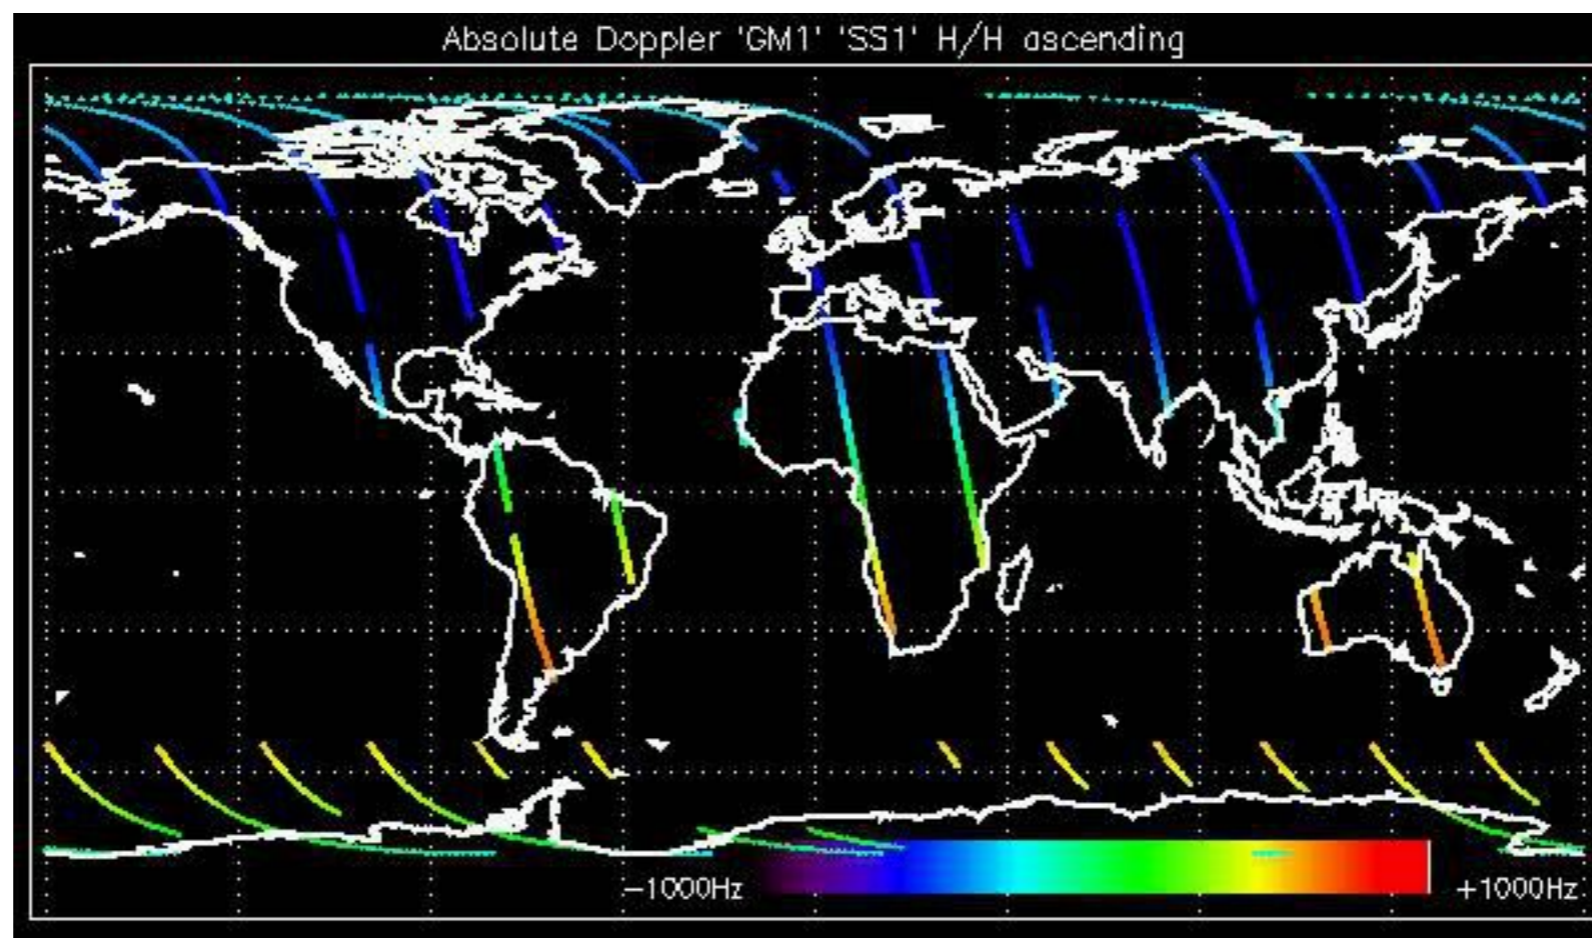 Absolute Doppler 'GM1' 'SS1' H/H ascending
−1000Hz
+1000Hz